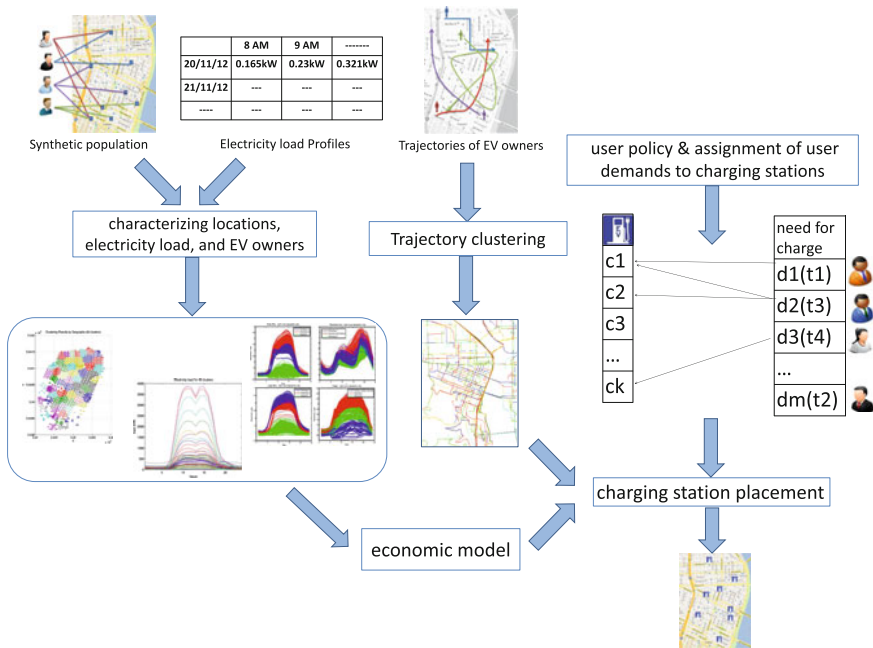 8 AM 9 AM -------
20/11/12 0.165kW 0.23kW 0.321kW
21/11/12 --- --- ---
---- --- --- ---
Synthetic population
Electricity load Profiles
Trajectories of EV owners
user policy & assignment of user
demands to charging stations
characterizing locations,
electricity load, and EV owners
Trajectory clustering
c1
c2
c3
...
ck
need for
charge
d1(t1)
d2(t3)
d3(t4)
...
dm(t2)
economic model
charging station placement